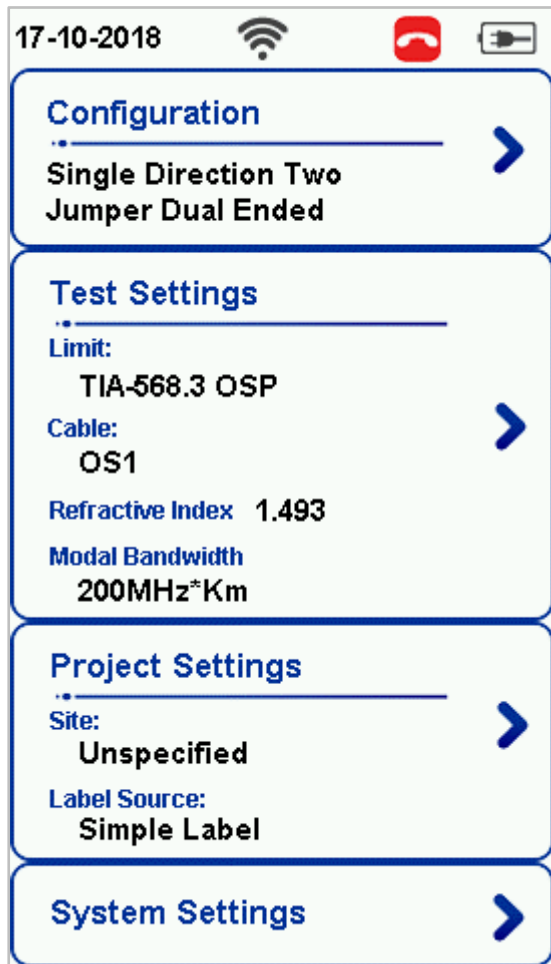 17-10-2018
Configuration
Single Direction Two
Jumper Dual Ended
Test Settings
Limit:
TIA-568.3 OSP
Cable:
OS1
Refractive Index 1.493
Modal Bandwidth
200MHz*Km
Project Settings
Site:
Unspecified
Label Source:
Simple Label
System Settings